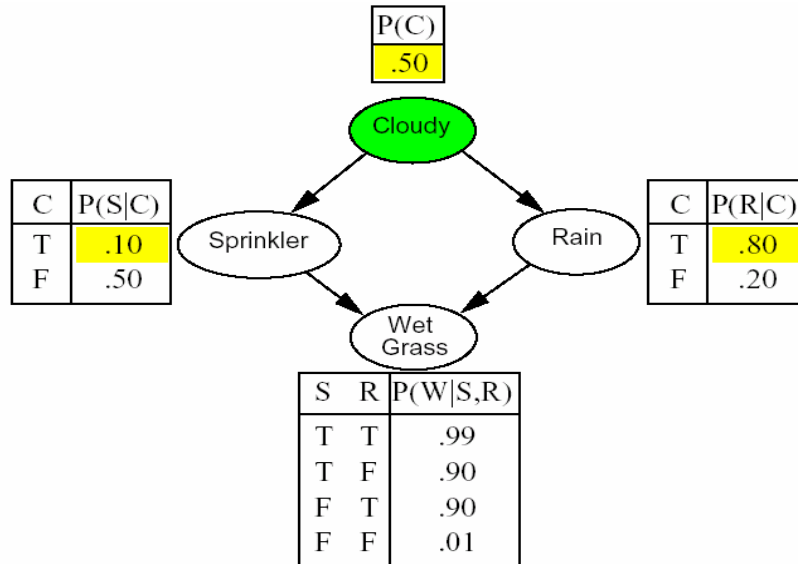 P(C)
.50
Cloudy
C P(S|C)
T .10
F .50
Sprinkler
Rain
C P(R|C)
T .80
F .20
Wet
Grass
S R P(W|S,R)
T T .99
T F .90
F T .90
F F .01